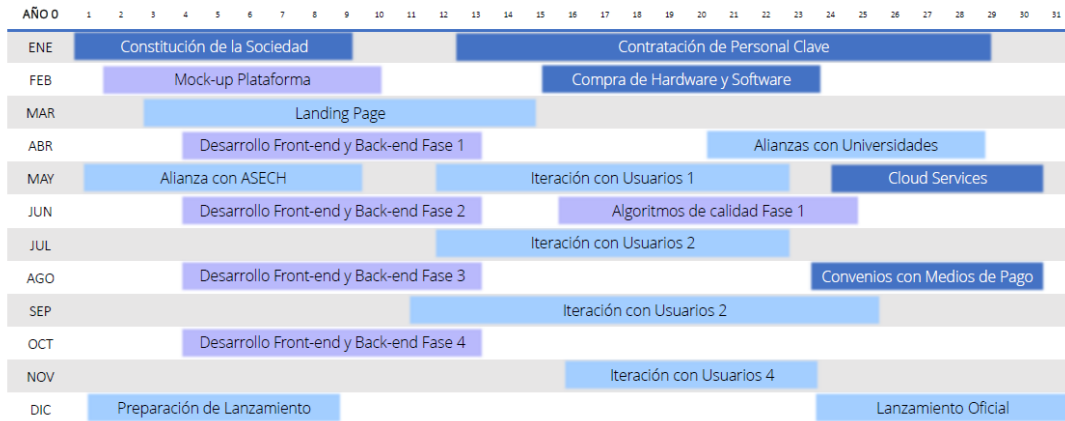 AÑO 0 1 2 3 4 5 6 7 8 9 10 11 12 13 14 15 16 17 18 19 20 21 22 23 24 25 26 27 28 29 30 31
ENE Constitución de la Sociedad Contratación de Personal Clave
FEB Mock-up Plataforma Compra de Hardware y Software
MAR Landing Page
ABR Desarrollo Front-end y Back-end Fase 1 Alianzas con Universidades
MAY Alianza con ASECH Iteración con Usuarios 1 Cloud Services
JUN Desarrollo Front-end y Back-end Fase 2 Algoritmos de calidad Fase 1
JUL Iteración con Usuarios 2
AGO Desarrollo Front-end y Back-end Fase 3 Convenios con Medios de Pago
SEP Iteración con Usuarios 2
OCT Desarrollo Front-end y Back-end Fase 4
NOV Iteración con Usuarios 4
DIC Preparación de Lanzamiento Lanzamiento Oficial